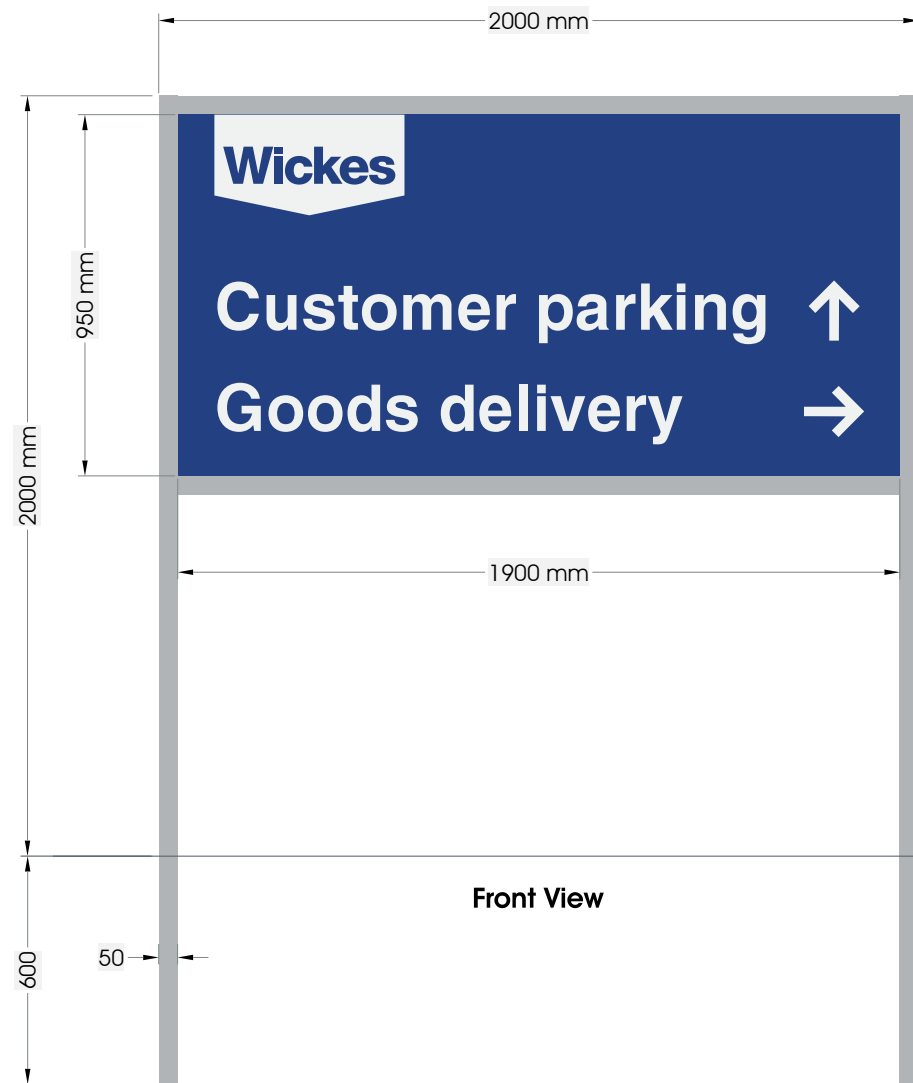 2000 mm
Wickes
950 mm
Customer parking ↑
Goods delivery →
2000 mm
1900 mm
Front View
50
600